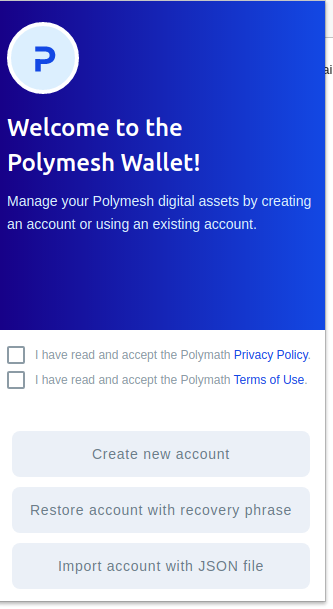 P
Welcome to the
Polymesh Wallet!
Manage your Polymesh digital assets by creating
an account or using an existing account.
I have read and accept the Polymath Privacy Policy.
I have read and accept the Polymath Terms of Use.
Create new account
Restore account with recovery phrase
Import account with JSON file